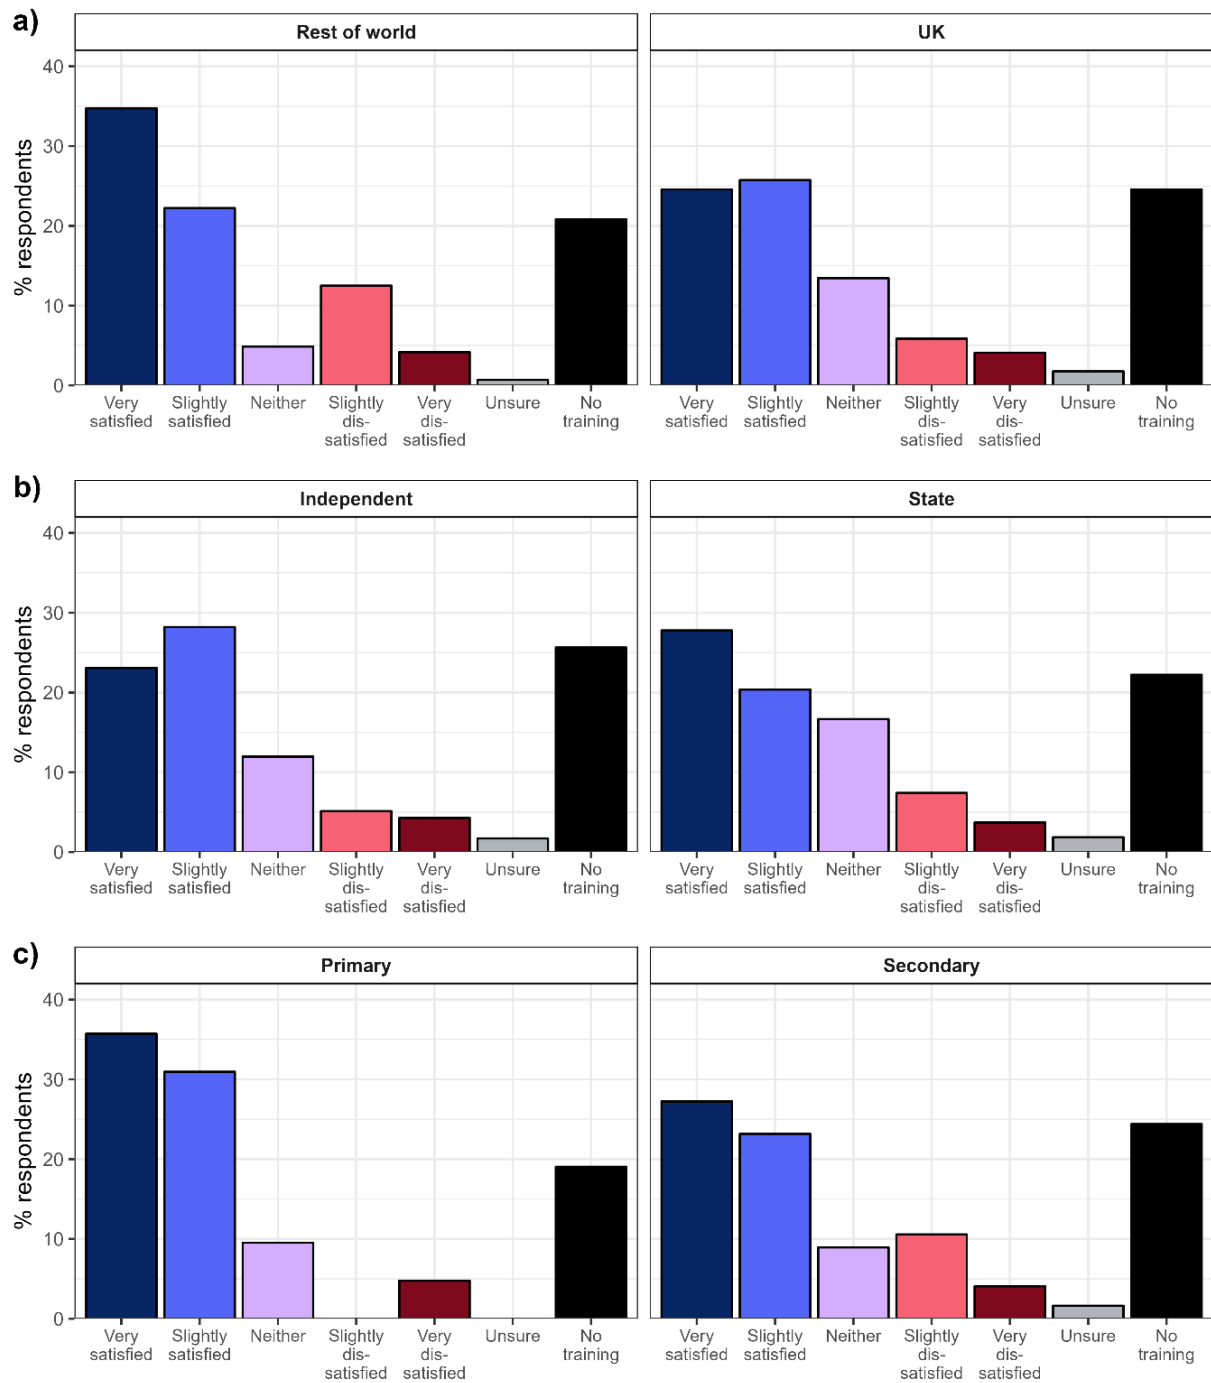 a)
Rest of world
UK
% respondents
40
30
20
10
0
Very
satisfied
Slightly
satisfied
Neither
Slightly
dis-
satisfied
Very
dis-
satisfied
Unsure
No
training
Very
satisfied
Slightly
satisfied
Neither
Slightly
dis-
satisfied
Very
dis-
satisfied
Unsure
No
training
b)
Independent
State
% respondents
40
30
20
10
0
Very
satisfied
Slightly
satisfied
Neither
Slightly
dis-
satisfied
Very
dis-
satisfied
Unsure
No
training
Very
satisfied
Slightly
satisfied
Neither
Slightly
dis-
satisfied
Very
dis-
satisfied
Unsure
No
training
c)
Primary
Secondary
% respondents
40
30
20
10
0
Very
satisfied
Slightly
satisfied
Neither
Slightly
dis-
satisfied
Very
dis-
satisfied
Unsure
No
training
Very
satisfied
Slightly
satisfied
Neither
Slightly
dis-
satisfied
Very
dis-
satisfied
Unsure
No
training